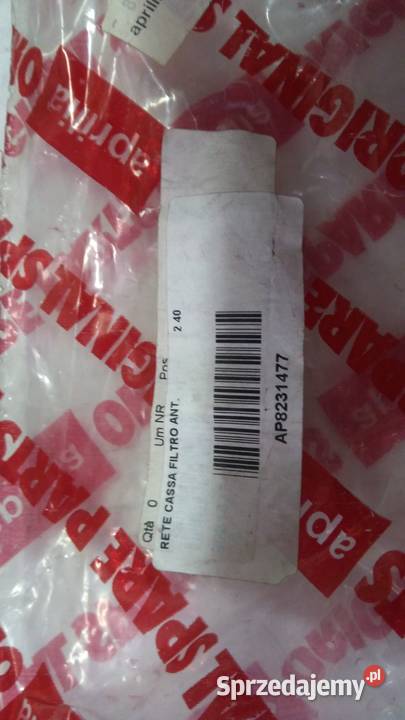 aprilia
ORIGINAL SPARE PARTS
Qtà 0 Um NR Pos 2 40
RETE CASSA FILTRO ANT.
AP8231477
aprilia
ORIGINAL SPARE PARTS
aprilia
Sprzedajemy.pl